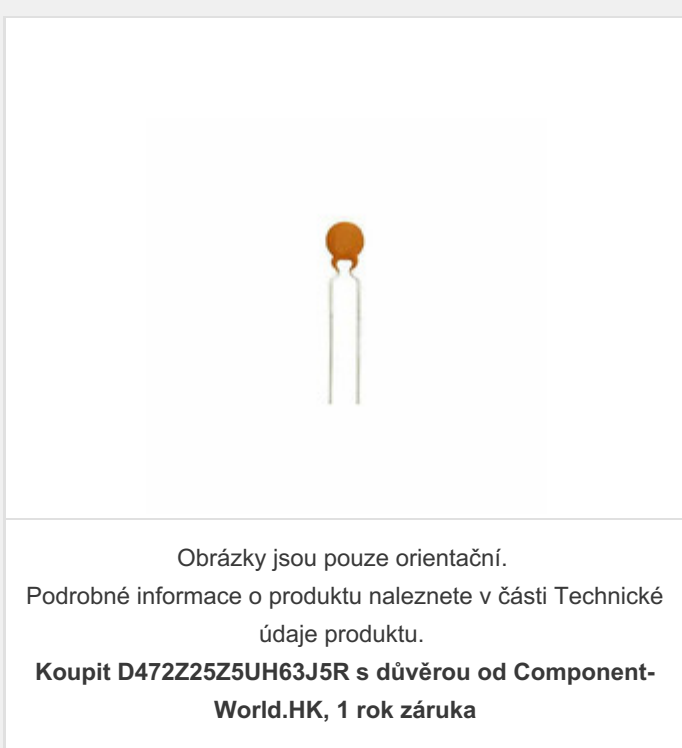 Obrázky jsou pouze orientační.
Podrobné informace o produktu naleznete v části Technické
údaje produktu.
Koupit D472Z25Z5UH63J5R s důvěrou od Component-
World.HK, 1 rok záruka